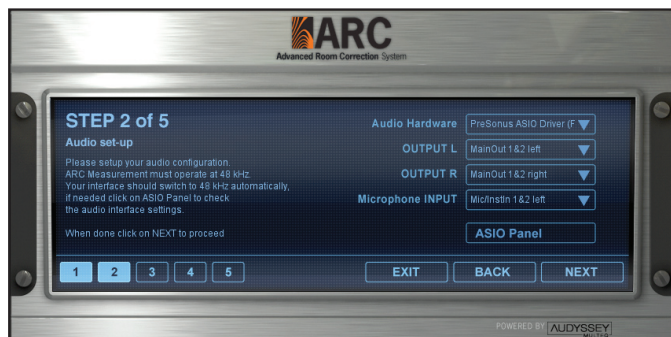 ARC
Advanced Room Correction System
STEP 2 of 5
Audio set-up
Please setup your audio configuration.
ARC Measurement must operate at 48 kHz.
Your interface should switch to 48 kHz automatically,
if needed click on ASIO Panel to check
the audio interface settings.
When done click on NEXT to proceed
Audio Hardware PreSonus ASIO Driver (F
OUTPUT L MainOut 1&2 left
OUTPUT R MainOut 1&2 right
Microphone INPUT Mic/InstIn 1&2 left
ASIO Panel
1 2 3 4 5 EXIT BACK NEXT
POWERED BY AUDYSSEY